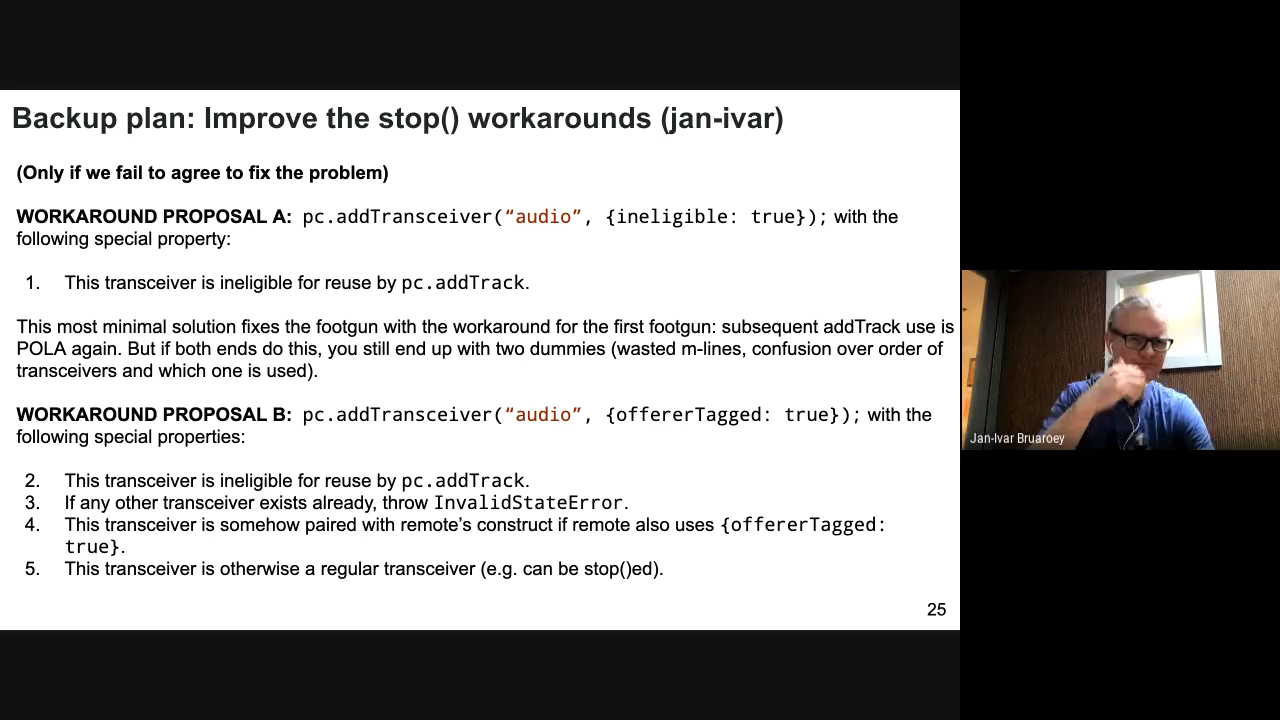 Backup plan: Improve the stop() workarounds (jan-ivar)
(Only if we fail to agree to fix the problem)
WORKAROUND PROPOSAL A: pc.addTransceiver(“audio”, {ineligible: true}); with the
following special property:
1. This transceiver is ineligible for reuse by pc.addTrack.
This most minimal solution fixes the footgun with the workaround for the first footgun: subsequent addTrack use is
POLA again. But if both ends do this, you still end up with two dummies (wasted m-lines, confusion over order of
transceivers and which one is used).
WORKAROUND PROPOSAL B: pc.addTransceiver(“audio”, {offererTagged: true}); with the
following special properties:
2. This transceiver is ineligible for reuse by pc.addTrack.
3. If any other transceiver exists already, throw InvalidStateError.
4. This transceiver is somehow paired with remote’s construct if remote also uses {offererTagged:
true}.
5. This transceiver is otherwise a regular transceiver (e.g. can be stop()ed).
25
Jan-Ivar Bruaroey